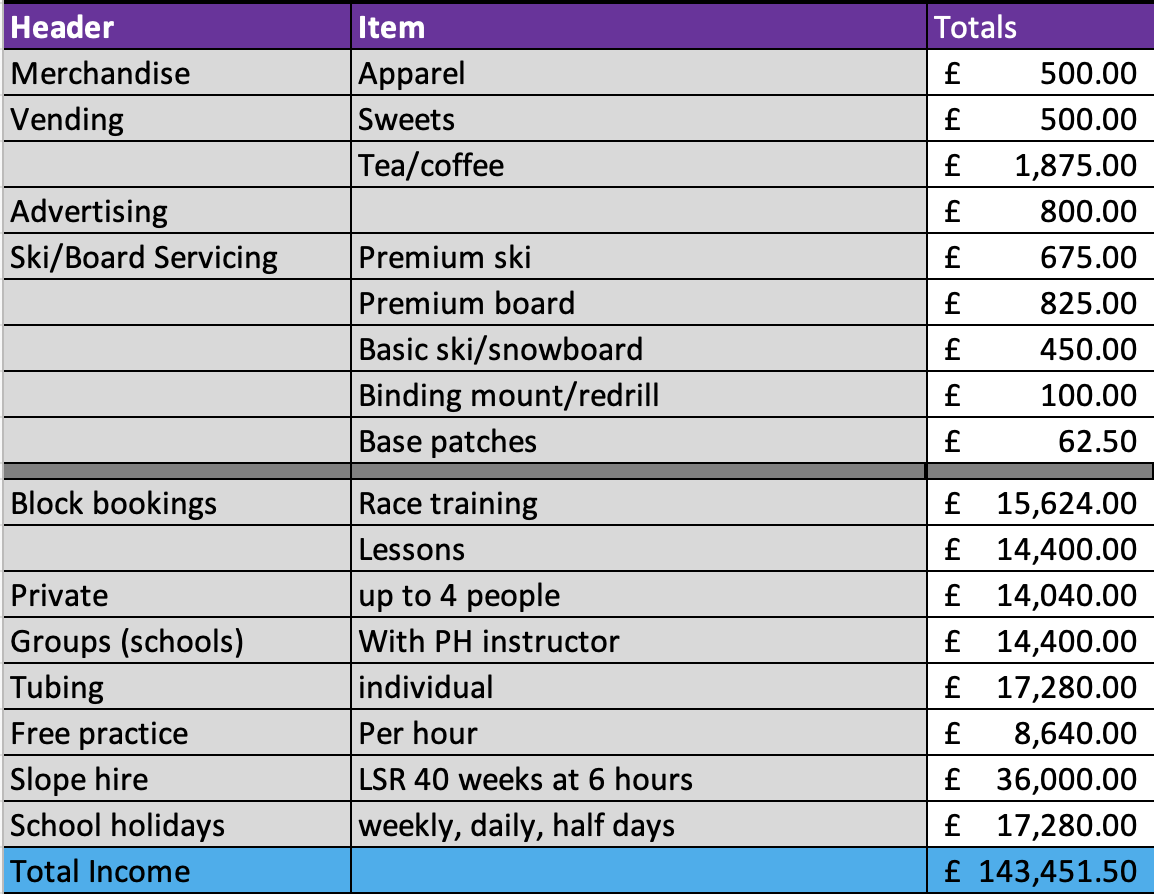 Header Item Totals
Merchandise Apparel £ 500.00
Vending Sweets £ 500.00
Tea/coffee £ 1,875.00
Advertising £ 800.00
Ski/Board Servicing Premium ski £ 675.00
Premium board £ 825.00
Basic ski/snowboard £ 450.00
Binding mount/redrill £ 100.00
Base patches £ 62.50
Block bookings Race training £ 15,624.00
Lessons £ 14,400.00
Private up to 4 people £ 14,040.00
Groups (schools) With PH instructor £ 14,400.00
Tubing individual £ 17,280.00
Free practice Per hour £ 8,640.00
Slope hire LSR 40 weeks at 6 hours £ 36,000.00
School holidays weekly, daily, half days £ 17,280.00
Total Income £ 143,451.50